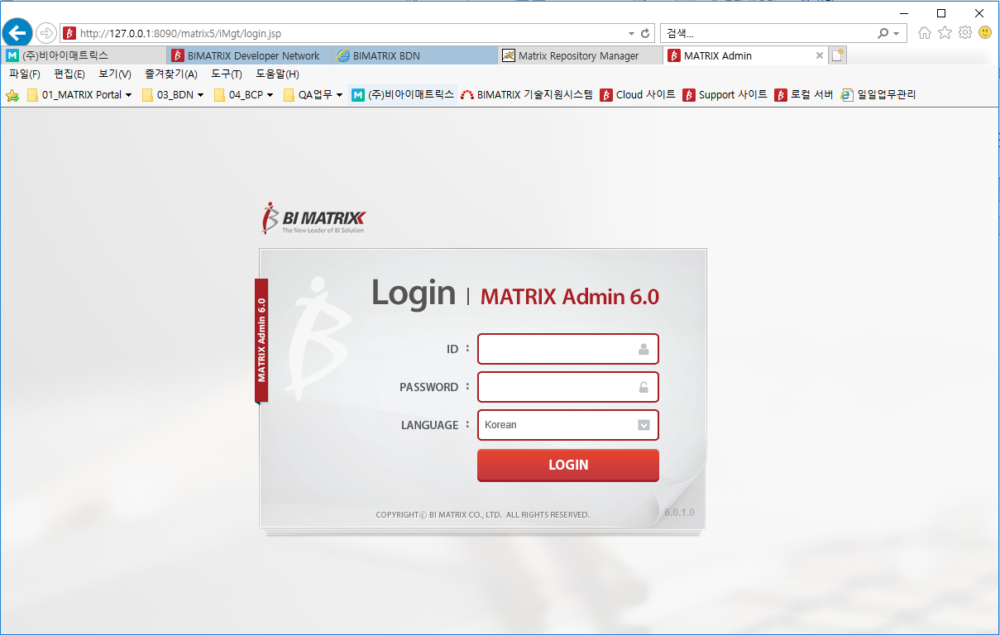 http://127.0.0.1:8090/matrix5/iMgt/login.jsp
검색...
(주)비아이매트릭스
BIMATRIX Developer Network
BIMATRIX BDN
Matrix Repository Manager
MATRIX Admin
파일(F) 편집(E) 보기(V) 즐겨찾기(A) 도구(T) 도움말(H)
01_MATRIX Portal 03_BDN 04_BCP QA업무 (주)비아이매트릭스 BIMATRIX 기술지원시스템 Cloud 사이트 Support 사이트 로컬 서버 일일업무관리
BI MATRIX
The New Leader of BI Solution
MATRIX Admin 6.0
Login | MATRIX Admin 6.0
ID :
PASSWORD :
LANGUAGE : Korean
LOGIN
COPYRIGHTⓒ BI MATRIX CO., LTD. ALL RIGHTS RESERVED.
6.0.1.0